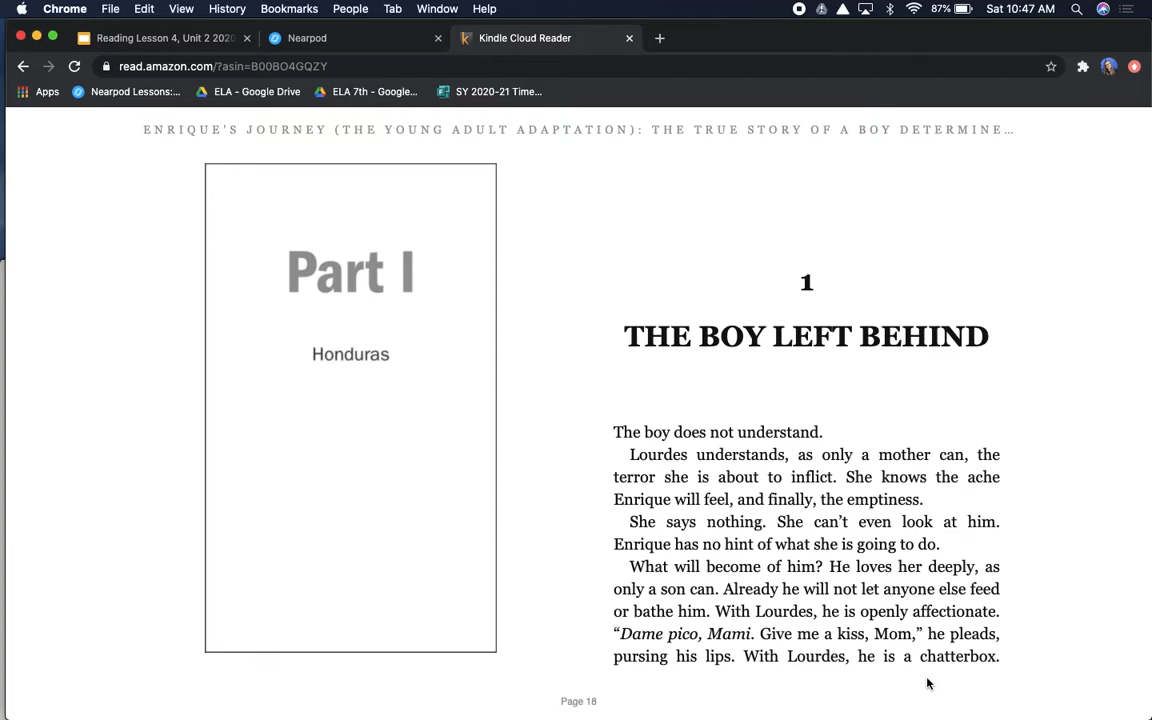 Chrome File Edit View History Bookmarks People Tab Window Help 87% Sat 10:47 AM
Reading Lesson 4, Unit 2 202 Nearpod Kindle Cloud Reader
read.amazon.com/?asin=B00BO4GQZY
Apps Nearpod Lessons:... ELA - Google Drive ELA 7th - Google... SY 2020-21 Time...
ENRIQUE'S JOURNEY (THE YOUNG ADULT ADAPTATION): THE TRUE STORY OF A BOY DETERMINE...
Part I
Honduras
1
THE BOY LEFT BEHIND
The boy does not understand.
Lourdes understands, as only a mother can, the
terror she is about to inflict. She knows the ache
Enrique will feel, and finally, the emptiness.
She says nothing. She can't even look at him.
Enrique has no hint of what she is going to do.
What will become of him? He loves her deeply, as
only a son can. Already he will not let anyone else feed
or bathe him. With Lourdes, he is openly affectionate.
“Dame pico, Mami. Give me a kiss, Mom,” he pleads,
pursing his lips. With Lourdes, he is a chatterbox.
Page 18